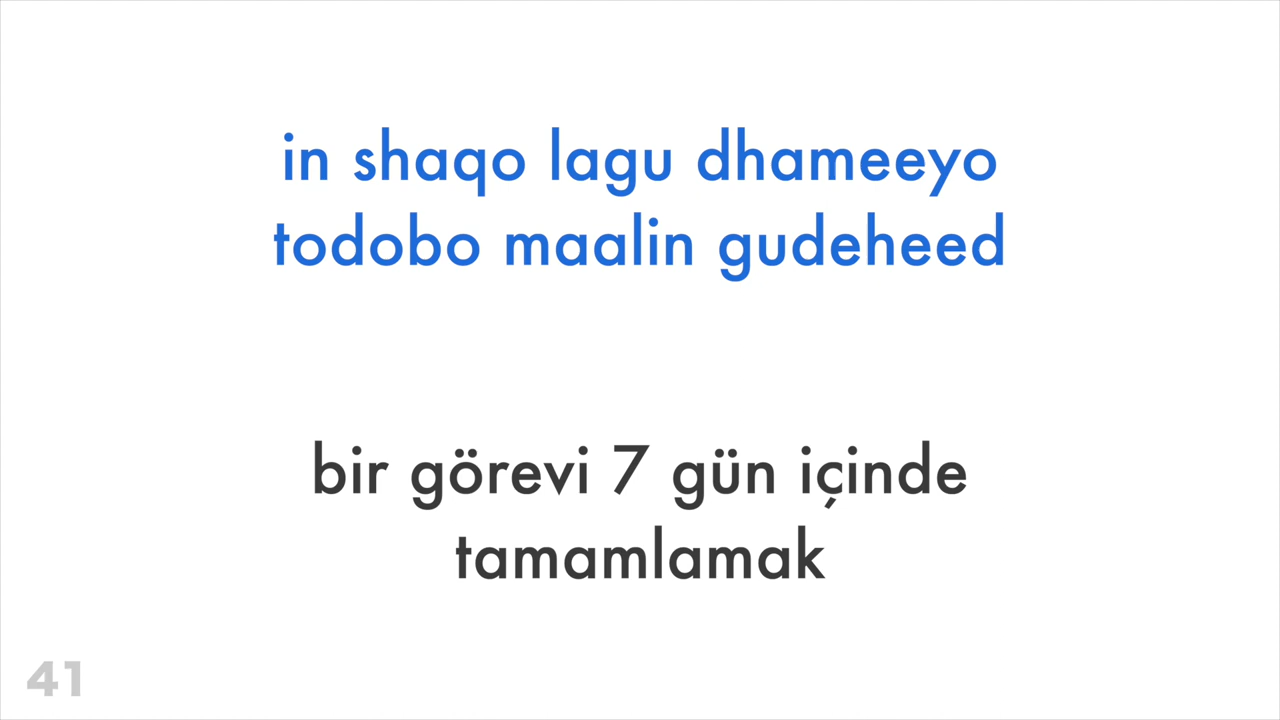 in shaqo lagu dhameeyo
todobo maalin gudeheed
bir görevi 7 gün içinde
tamamlamak
41